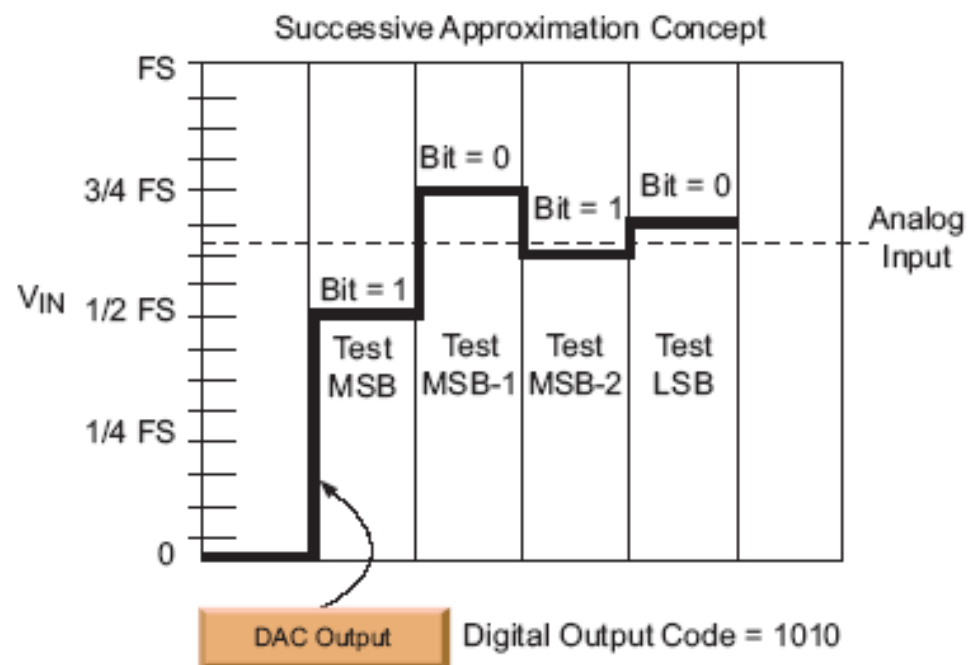 Successive Approximation Concept
FS
3/4 FS
1/2 FS
1/4 FS
0
VIN
Bit = 1
Bit = 0
Bit = 1
Bit = 0
Test
MSB
Test
MSB-1
Test
MSB-2
Test
LSB
Analog
Input
DAC Output
Digital Output Code = 1010